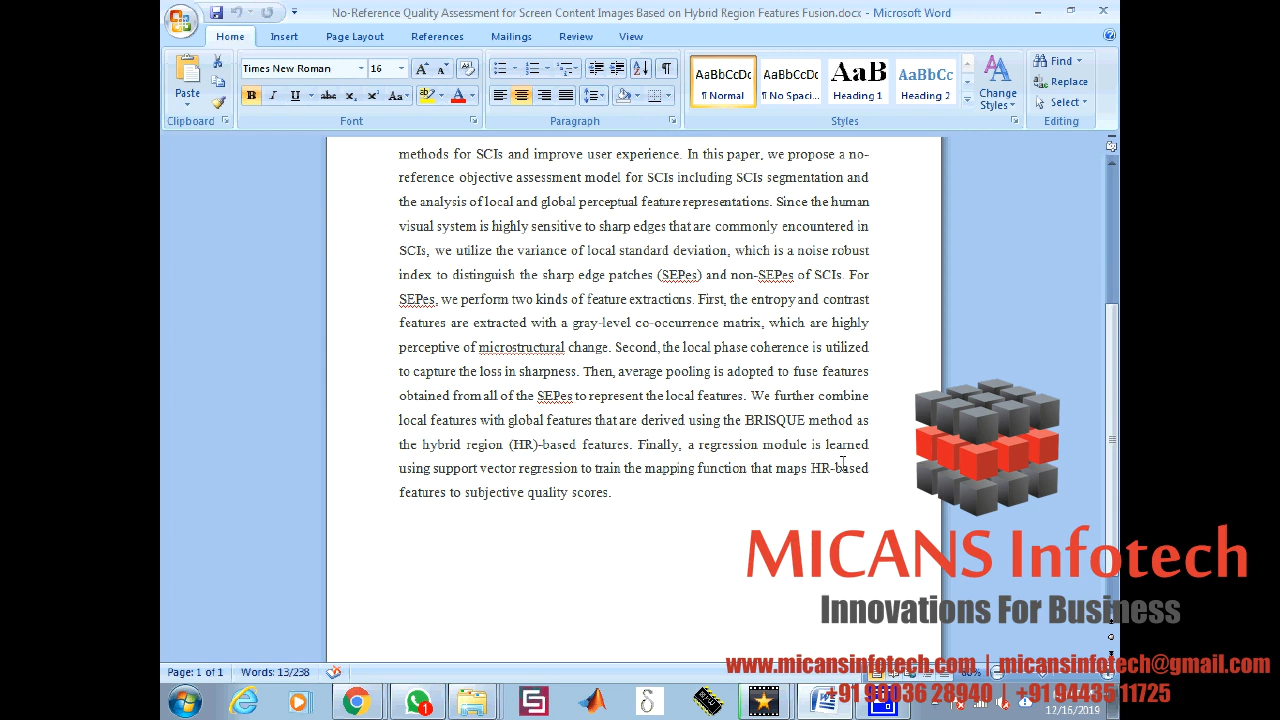 No-Reference Quality Assessment for Screen Content Images Based on Hybrid Region Features Fusion.docx - Microsoft Word
Home Insert Page Layout References Mailings Review View
Times New Roman 16
Paste
AaBbCcDc AaBbCcDc AaB AaBbCc
¶ Normal ¶ No Spaci... Heading 1 Heading 2
Change Styles
Find
Replace
Select
Clipboard Font Paragraph Styles Editing
methods for SCIs and improve user experience. In this paper, we propose a no-
reference objective assessment model for SCIs including SCIs segmentation and
the analysis of local and global perceptual feature representations. Since the human
visual system is highly sensitive to sharp edges that are commonly encountered in
SCIs, we utilize the variance of local standard deviation, which is a noise robust
index to distinguish the sharp edge patches (SEPes) and non-SEPes of SCIs. For
SEPes, we perform two kinds of feature extractions. First, the entropy and contrast
features are extracted with a gray-level co-occurrence matrix, which are highly
perceptive of microstructural change. Second, the local phase coherence is utilized
to capture the loss in sharpness. Then, average pooling is adopted to fuse features
obtained from all of the SEPes to represent the local features. We further combine
local features with global features that are derived using the BRISQUE method as
the hybrid region (HR)-based features. Finally, a regression module is learned
using support vector regression to train the mapping function that maps HR-based
features to subjective quality scores.
MICANS Infotech
Innovations For Business
www.micansinfotech.com | micansinfotech@gmail.com
+91 90036 28940 | +91 94435 11725
Page: 1 of 1 Words: 13/238
12/16/2019